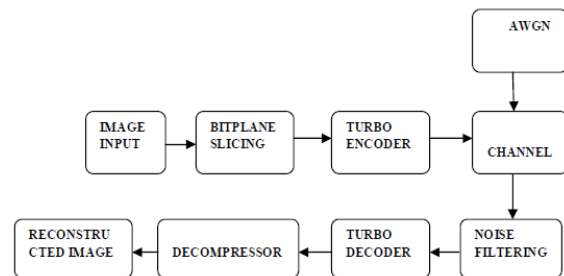 AWGN
IMAGE
INPUT
BITPLANE
SLICING
TURBO
ENCODER
CHANNEL
RECONSTRU
CTED IMAGE
DECOMPRESSOR
TURBO
DECODER
NOISE
FILTERING